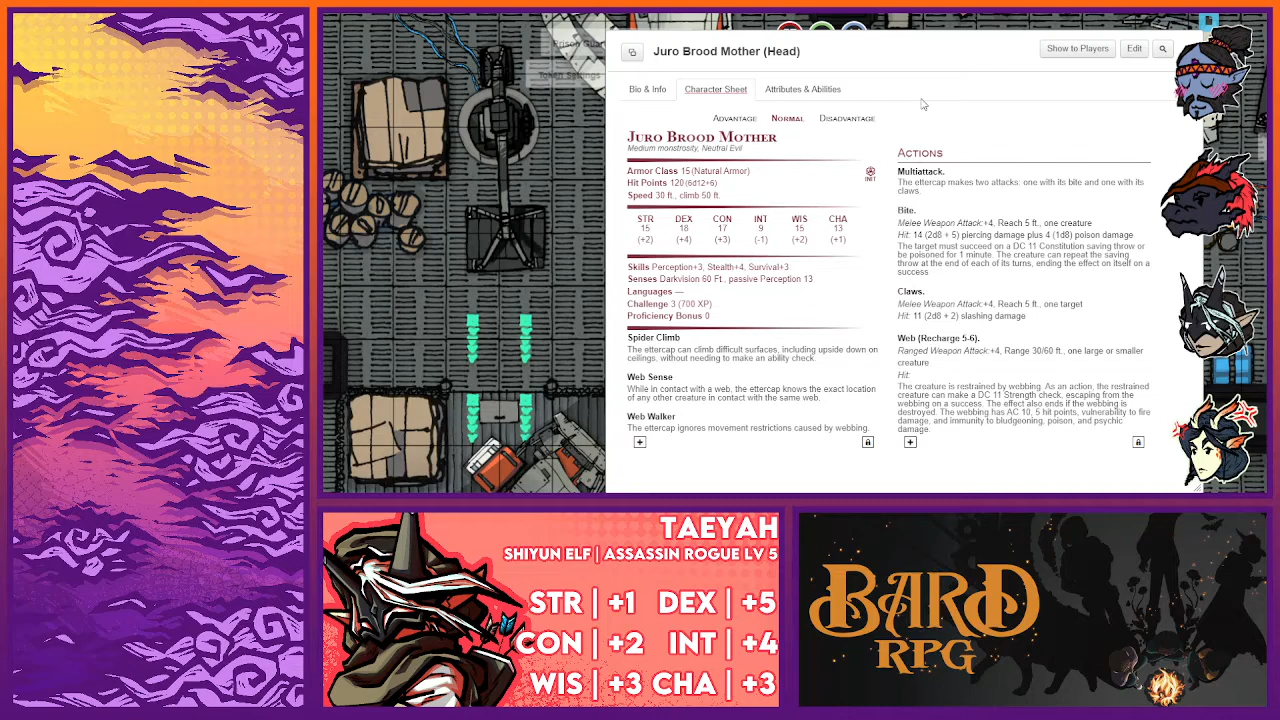 Prison Guar
Token Settings
Juro Brood Mother (Head)
Show to Players
Edit
Bio & Info
Character Sheet
Attributes & Abilities
Advantage
Normal
Disadvantage
Juro Brood Mother
Medium monstrosity, Neutral Evil
Armor Class 15 (Natural Armor)
Hit Points 120 (6d12+6)
Speed 30 ft., climb 50 ft.
INIT
STR DEX CON INT WIS CHA
15 18 17 9 15 13
(+2) (+4) (+3) (-1) (+2) (+1)
Skills Perception+3, Stealth+4, Survival+3
Senses Darkvision 60 Ft., passive Perception 13
Languages —
Challenge 3 (700 XP)
Proficiency Bonus 0
Spider Climb
The ettercap can climb difficult surfaces, including upside down on
ceilings, without needing to make an ability check.
Web Sense
While in contact with a web, the ettercap knows the exact location
of any other creature in contact with the same web.
Web Walker
The ettercap ignores movement restrictions caused by webbing.
Actions
Multiattack.
The ettercap makes two attacks: one with its bite and one with its
claws.
Bite.
Melee Weapon Attack:+4, Reach 5 ft., one creature
Hit: 14 (2d8 + 5) piercing damage plus 4 (1d8) poison damage
The target must succeed on a DC 11 Constitution saving throw or
be poisoned for 1 minute. The creature can repeat the saving
throw at the end of each of its turns, ending the effect on itself on a
success
Claws.
Melee Weapon Attack:+4, Reach 5 ft., one target
Hit: 11 (2d8 + 2) slashing damage
Web (Recharge 5-6).
Ranged Weapon Attack:+4, Range 30/60 ft., one large or smaller
creature
Hit:
The creature is restrained by webbing. As an action, the restrained
creature can make a DC 11 Strength check, escaping from the
webbing on a success. The effect also ends if the webbing is
destroyed. The webbing has AC 10, 5 hit points, vulnerability to fire
damage, and immunity to bludgeoning, poison, and psychic
damage.
TAEYAH
SHIYUN ELF | ASSASSIN ROGUE LV 5
STR | +1 DEX | +5
CON | +2 INT | +4
WIS | +3 CHA | +3
BARD
RPG